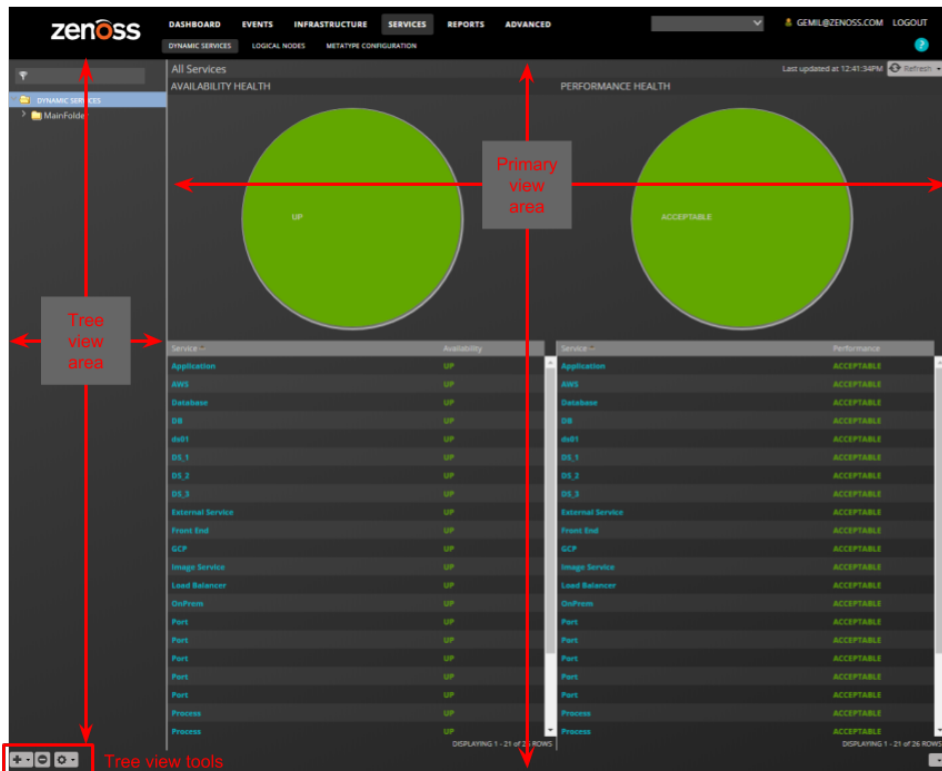 zenoss
DASHBOARD EVENTS INFRASTRUCTURE SERVICES REPORTS ADVANCED
GEMIL@ZENOSS.COM LOGOUT
DYNAMIC SERVICES LOGICAL NODES METATYPE CONFIGURATION
?
All Services
Last updated at 12:41:34PM Refresh
AVAILABILITY HEALTH PERFORMANCE HEALTH
DYNAMIC SERVICES
MainFolder
UP
ACCEPTABLE
Primary
view
area
Tree
view
area
Service Availability Service Performance
Application UP Application ACCEPTABLE
AWS UP AWS ACCEPTABLE
Database UP Database ACCEPTABLE
DB UP DB ACCEPTABLE
ds01 UP ds01 ACCEPTABLE
DS_1 UP DS_1 ACCEPTABLE
DS_2 UP DS_2 ACCEPTABLE
DS_3 UP DS_3 ACCEPTABLE
External Service UP External Service ACCEPTABLE
Front End UP Front End ACCEPTABLE
GCP UP GCP ACCEPTABLE
Image Service UP Image Service ACCEPTABLE
Load Balancer UP Load Balancer ACCEPTABLE
OnPrem UP OnPrem ACCEPTABLE
Port UP Port ACCEPTABLE
Port UP Port ACCEPTABLE
Port UP Port ACCEPTABLE
Port UP Port ACCEPTABLE
Port UP Port ACCEPTABLE
Process UP Process ACCEPTABLE
Process UP Process ACCEPTABLE
DISPLAYING 1 - 21 of 26 ROWS DISPLAYING 1 - 21 of 26 ROWS
Tree view tools